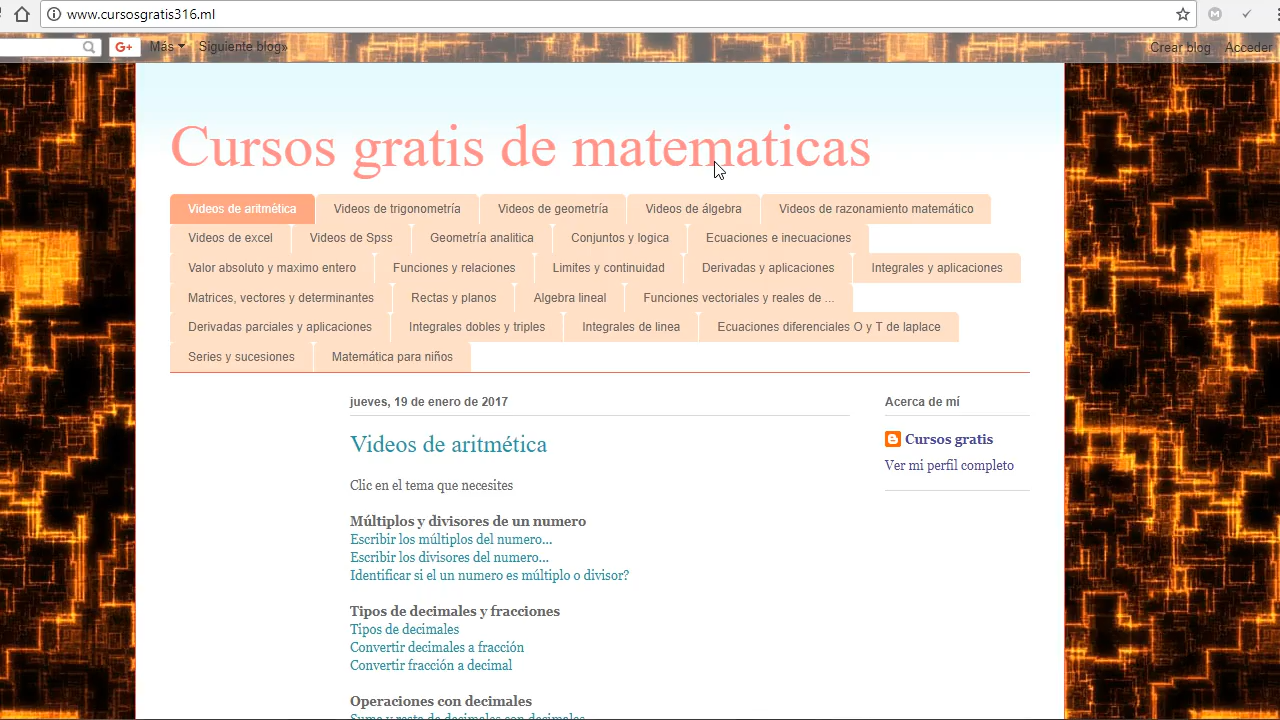 www.cursosgratis316.ml
G+ Más Siguiente blog» Crear blog Acceder
Cursos gratis de matematicas
Videos de aritmética Videos de trigonometría Videos de geometría Videos de álgebra Videos de razonamiento matemático
Videos de excel Videos de Spss Geometría analitica Conjuntos y logica Ecuaciones e inecuaciones
Valor absoluto y maximo entero Funciones y relaciones Limites y continuidad Derivadas y aplicaciones Integrales y aplicaciones
Matrices, vectores y determinantes Rectas y planos Algebra lineal Funciones vectoriales y reales de ...
Derivadas parciales y aplicaciones Integrales dobles y triples Integrales de linea Ecuaciones diferenciales O y T de laplace
Series y sucesiones Matemática para niños
jueves, 19 de enero de 2017
Videos de aritmética
Clic en el tema que necesites
Múltiplos y divisores de un numero
Escribir los múltiplos del numero...
Escribir los divisores del numero...
Identificar si el un numero es múltiplo o divisor?
Tipos de decimales y fracciones
Tipos de decimales
Convertir decimales a fracción
Convertir fracción a decimal
Operaciones con decimales
Suma y resta de decimales con decimales
Acerca de mí
Cursos gratis
Ver mi perfil completo